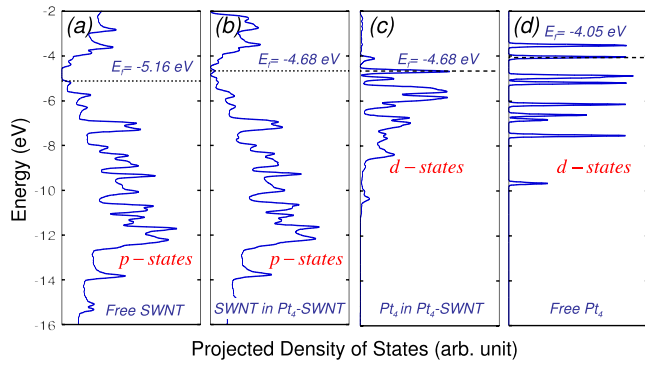 (a) (b) (c) (d)
E_f= -5.16 eV E_f= -4.68 eV E_f= -4.68 eV E_f= -4.05 eV
-2
-4
-6
-8
-10
-12
-14
-16
Energy (eV)
p – states p – states d – states d – states
Free SWNT SWNT in Pt₄-SWNT Pt₄ in Pt₄-SWNT Free Pt₄
Projected Density of States (arb. unit)